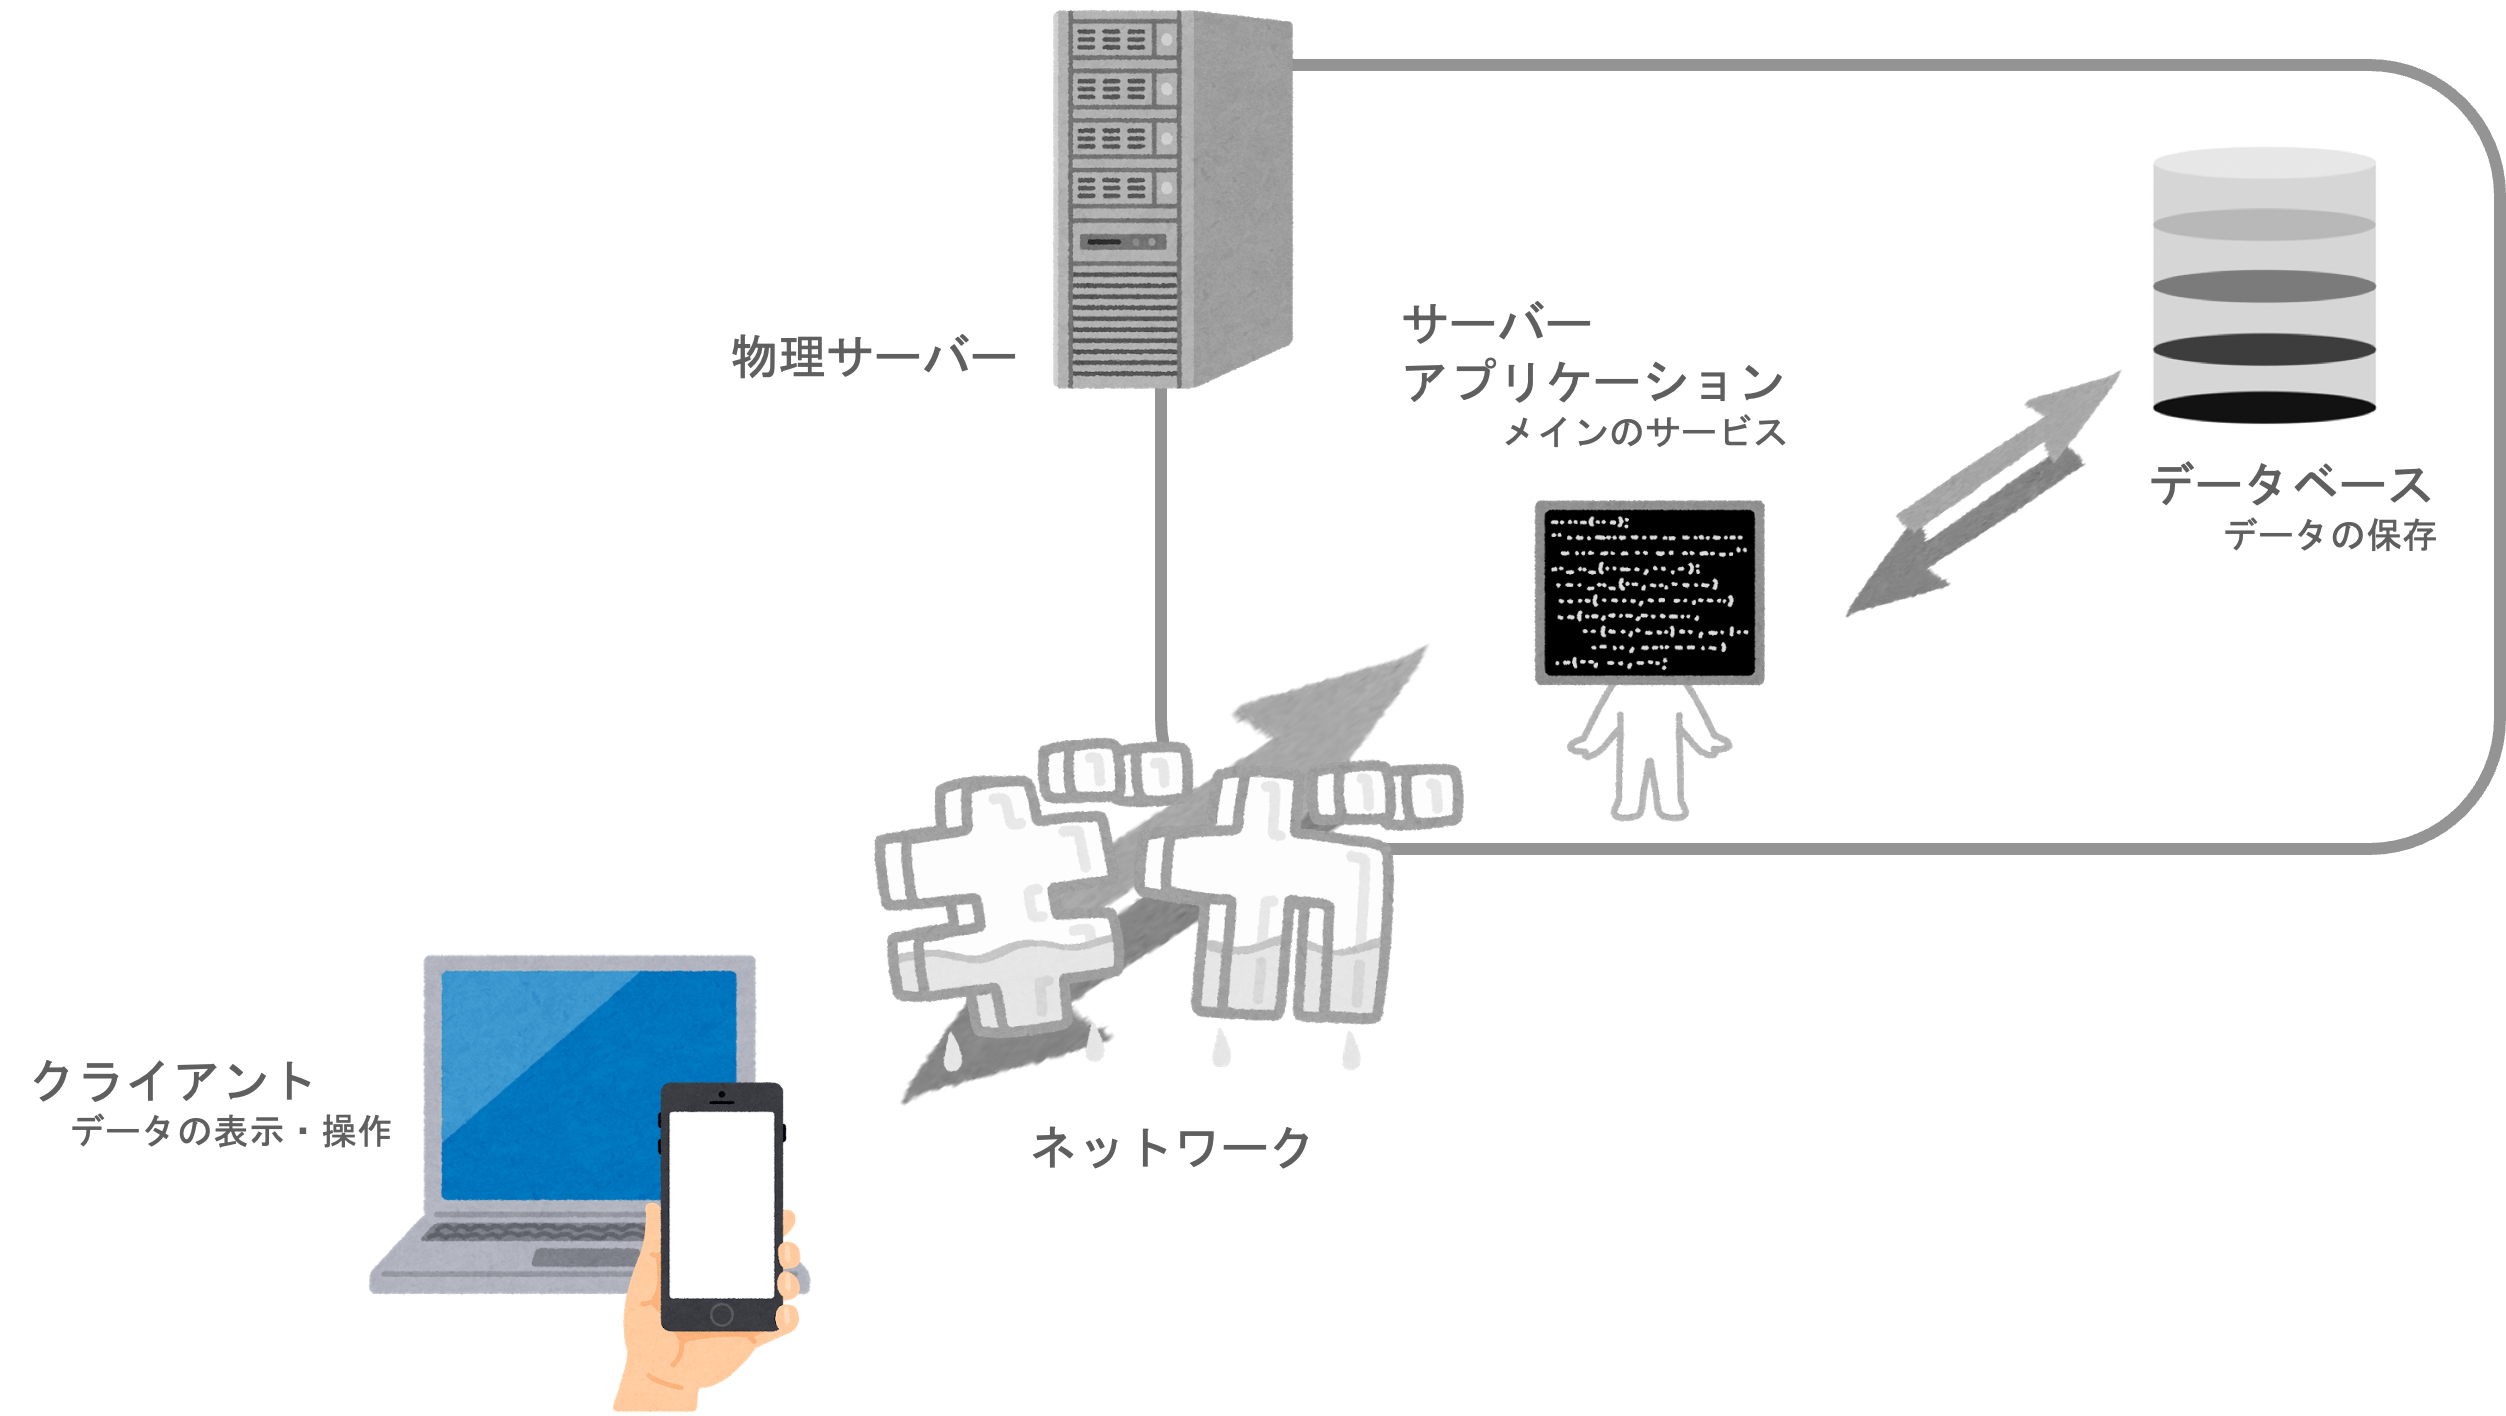 物理サーバー
サーバー
アプリケーション
メインのサービス
データベース
データの保存
クライアント
データの表示・操作
ネットワーク